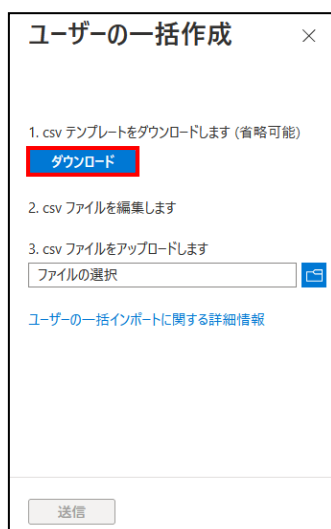 ユーザーの一括作成
1. csv テンプレートをダウンロードします (省略可能)
ダウンロード
2. csv ファイルを編集します
3. csv ファイルをアップロードします
ファイルの選択
ユーザーの一括インポートに関する詳細情報
送信